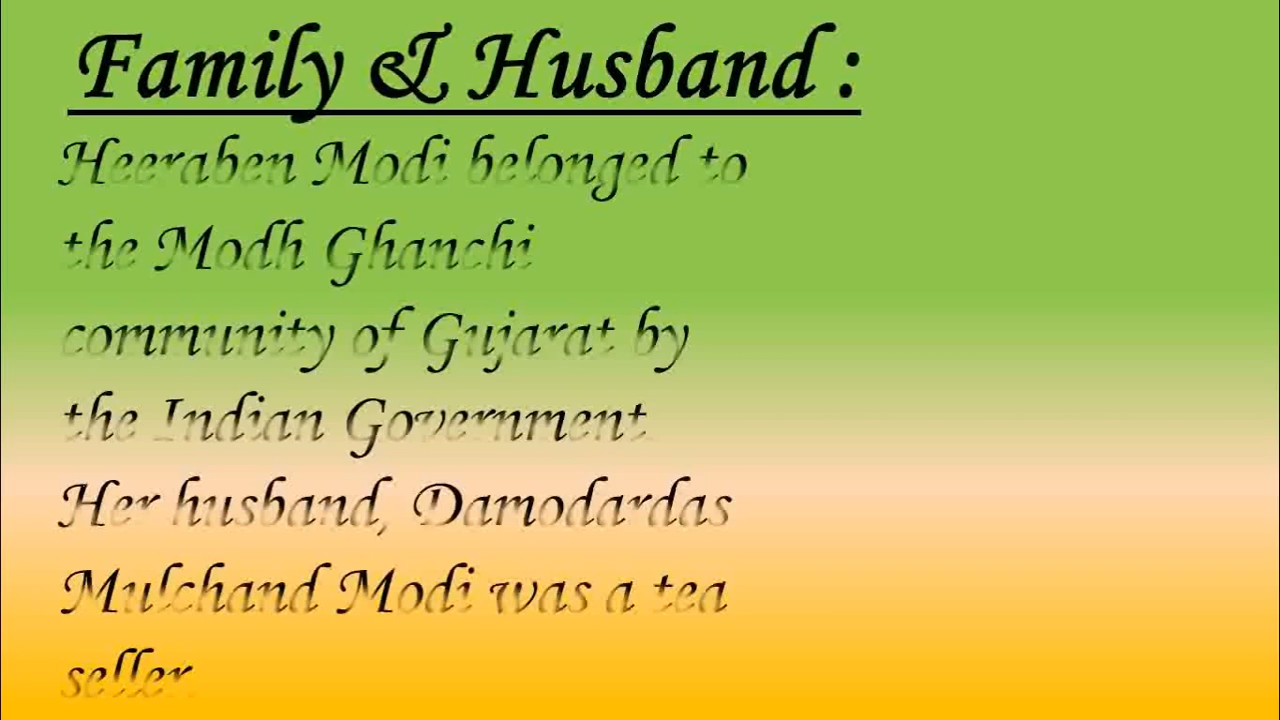 Family & Husband :
Heeraben Modi belonged to
the Modh Ghanchi
community of Gujarat by
the Indian Government
Her husband, Damodardas
Mulchand Modi was a tea
seller.